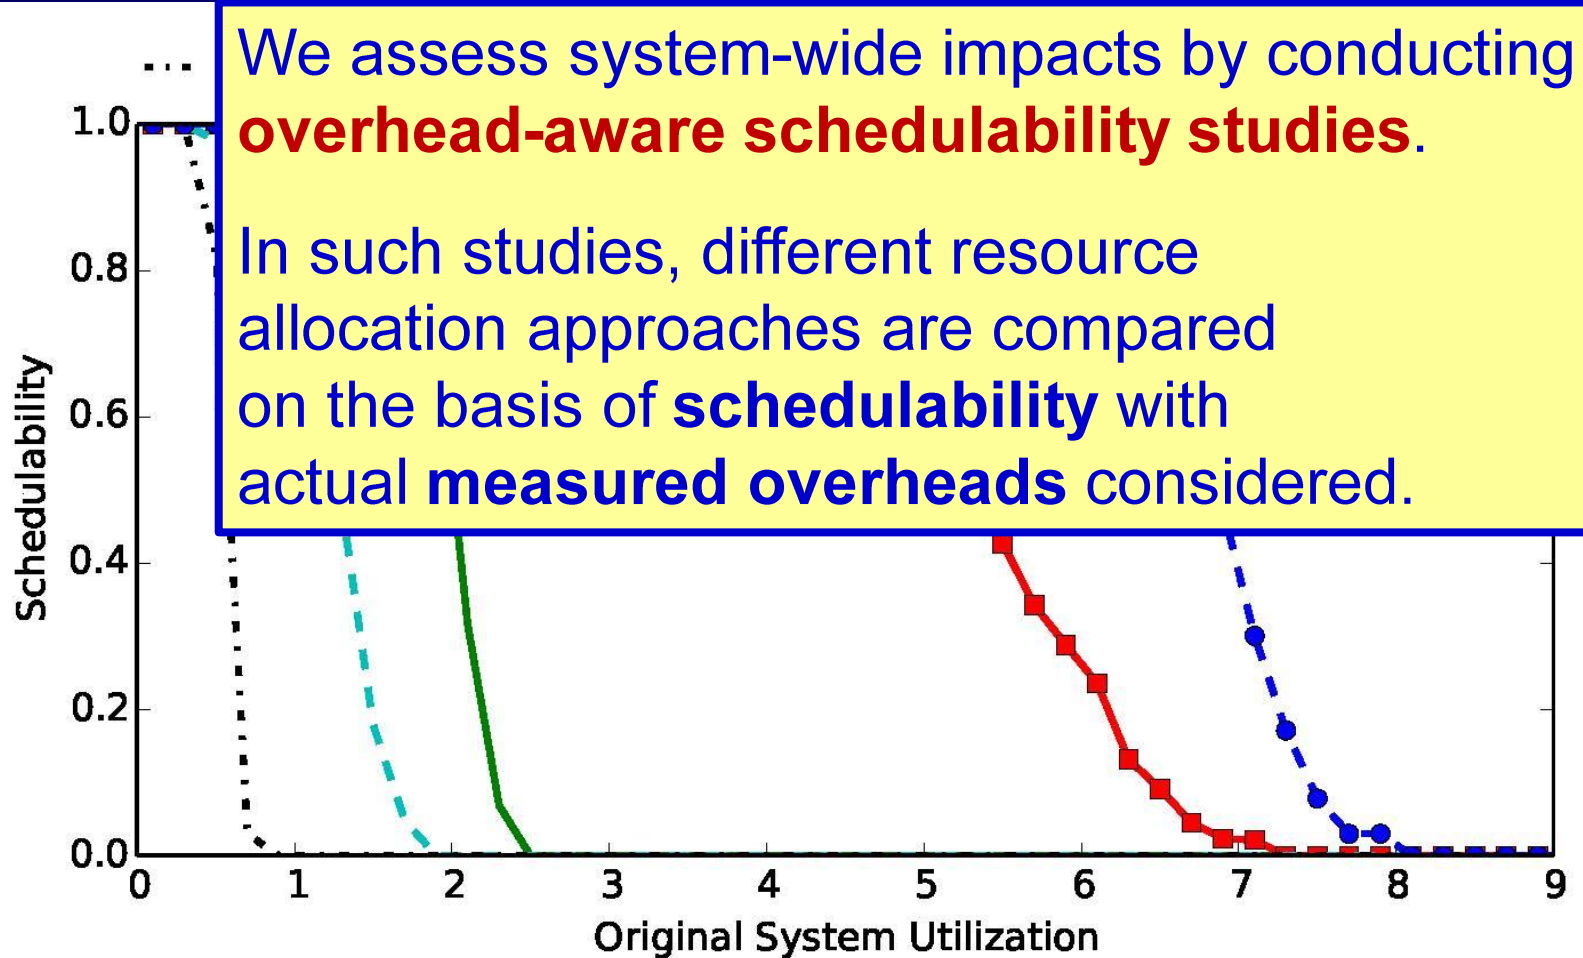 We assess system-wide impacts by conducting
overhead-aware schedulability studies.
In such studies, different resource
allocation approaches are compared
on the basis of schedulability with
actual measured overheads considered.
1.0
0.8
0.6
0.4
0.2
0.0
Schedulability
0 1 2 3 4 5 6 7 8 9
Original System Utilization